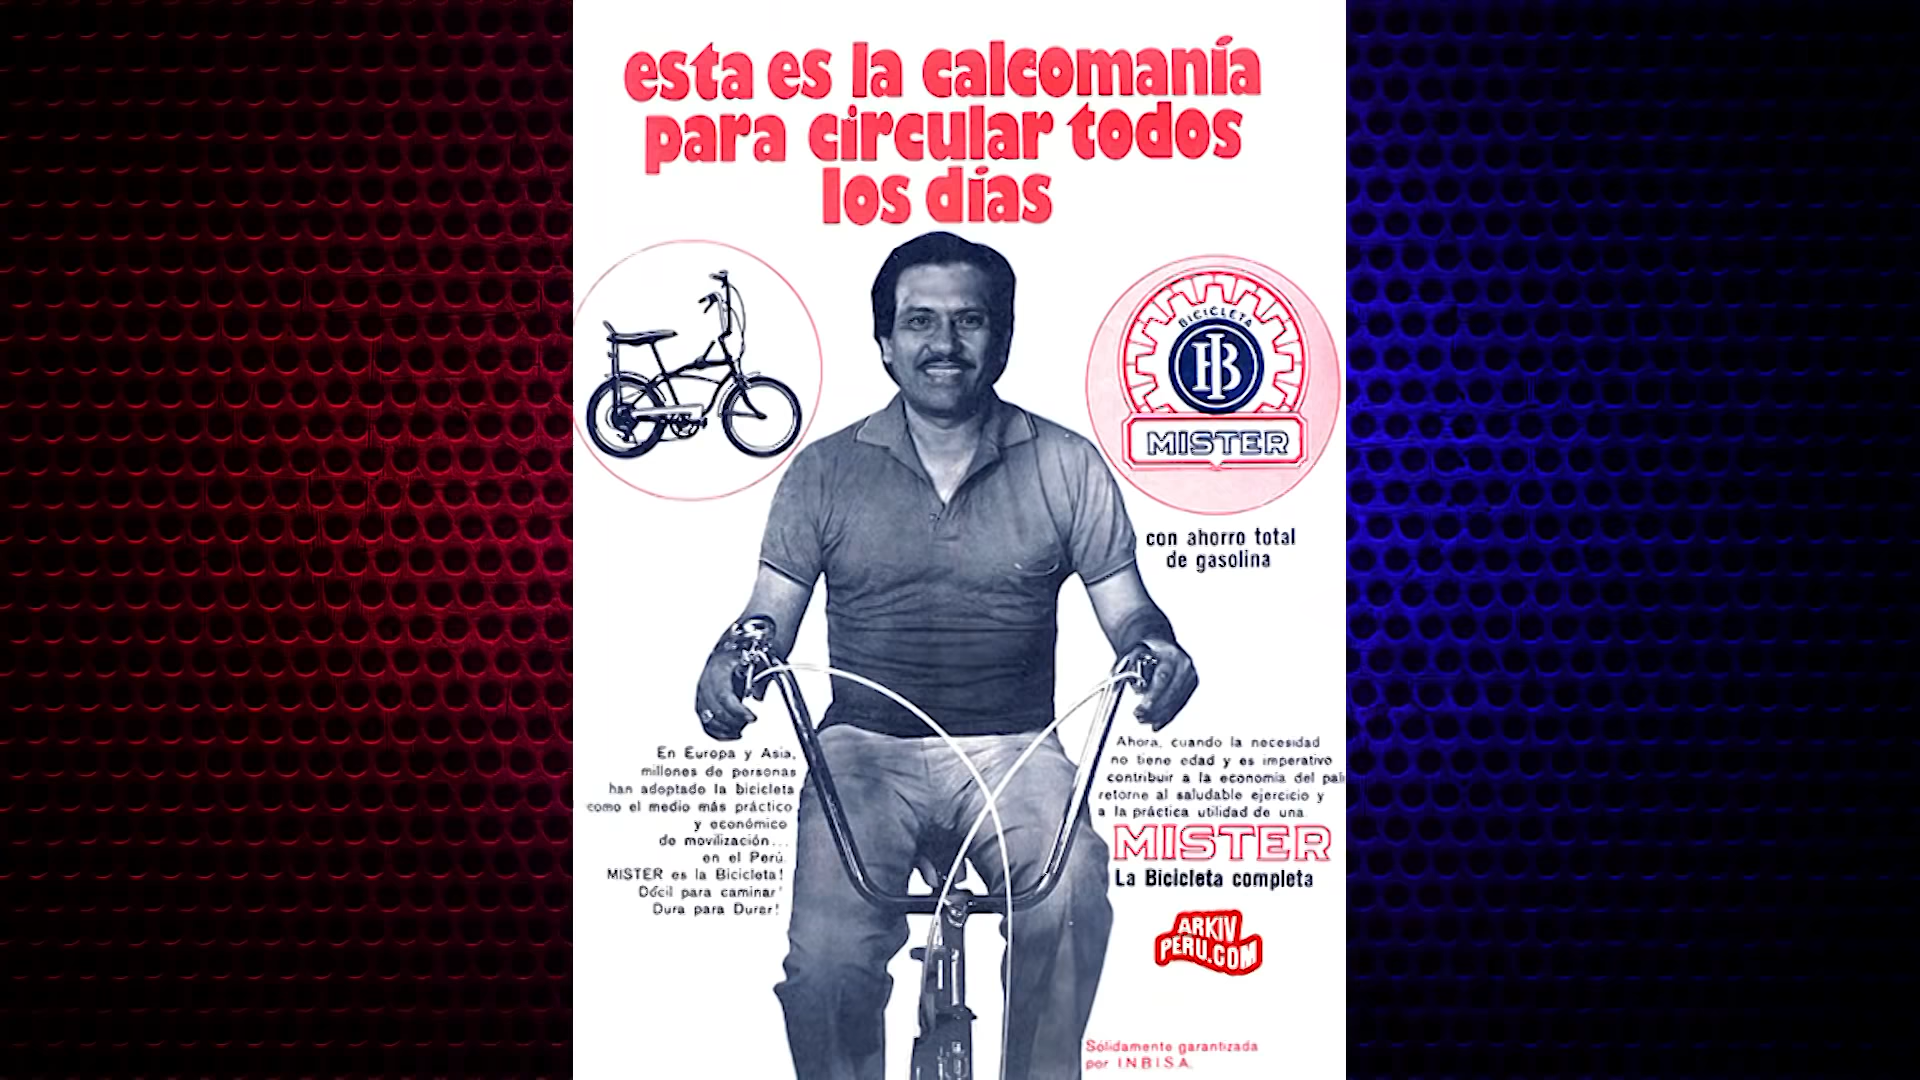 esta es la calcomanía
para circular todos
los días
BICICLETA
IB
MISTER
con ahorro total
de gasolina
En Europa y Asia,
millones de personas
han adoptado la bicicleta
como el medio más práctico
y económico
de movilización...
en el Perú.
MISTER es la Bicicleta!
Dócil para caminar!
Dura para Durar!
Ahora, cuando la necesidad
no tiene edad y es imperativo
contribuir a la economía del
retorne al saludable ejercicio y
a la práctica utilidad de una
MISTER
La Bicicleta completa
ARKIV
PERU.COM
Sólidamente garantizada
por INBISA.